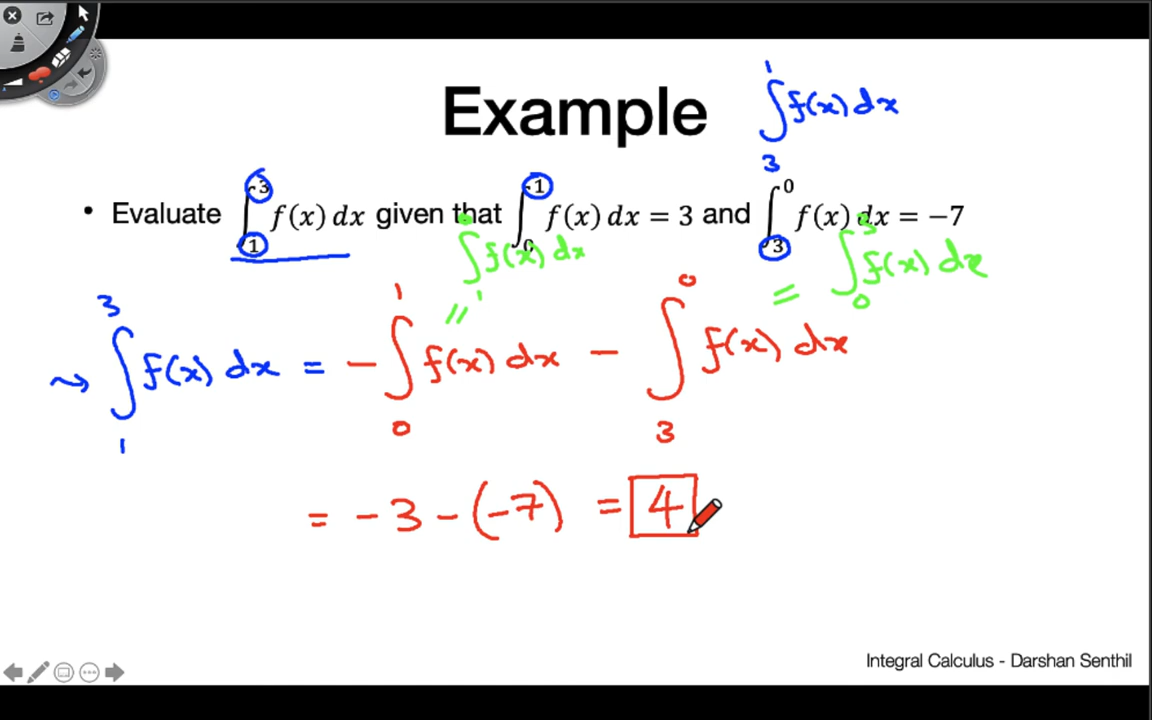 Example
∫₃¹ f(x) dx
• Evaluate ∫₁³ f(x) dx given that ∫₀¹ f(x) dx = 3 and ∫₃⁰ f(x) dx = −7
= ∫₁⁰ f(x) dx
= ∫₀³ f(x) dx
⇝ ∫₁³ f(x) dx = − ∫₀¹ f(x) dx − ∫₃⁰ f(x) dx
= −3 − (−7) = 4
Integral Calculus - Darshan Senthil